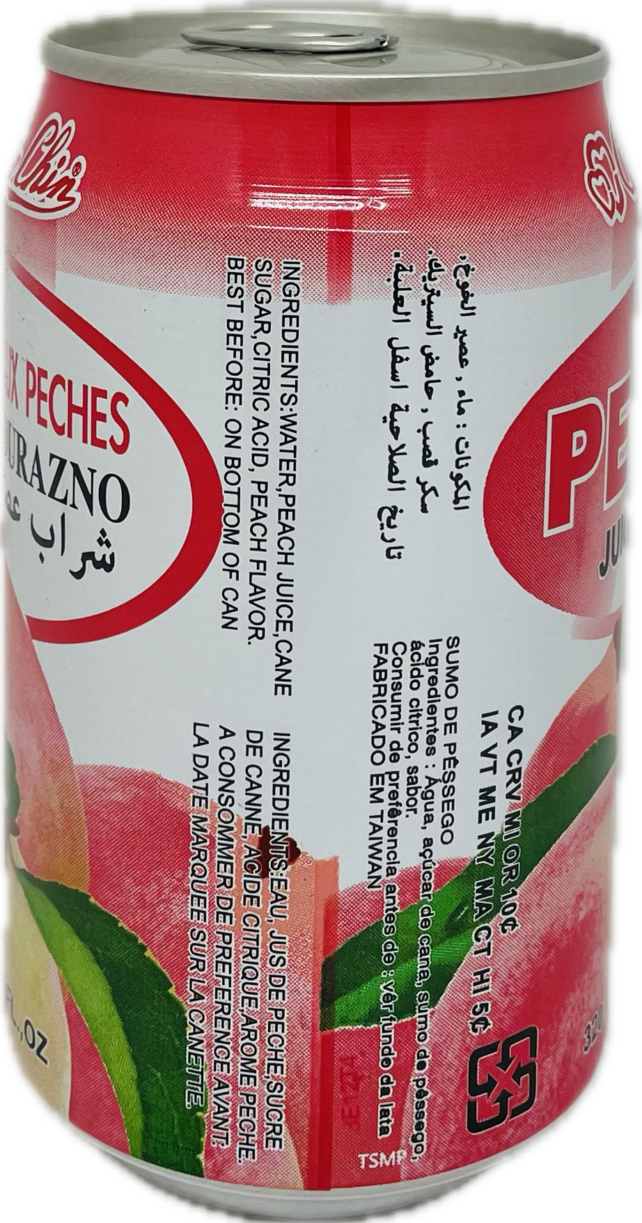 Chin®
X PECHES
URAZNO
شراب عص
INGREDIENTS:WATER,PEACH JUICE,CANE
SUGAR,CITRIC ACID, PEACH FLAVOR.
BEST BEFORE: ON BOTTOM OF CAN
INGREDIENTS:EAU, JUS DE PECHE,SUCRE
DE CANNE, ACIDE CITRIQUE,AROME PECHE.
A CONSOMMER DE PREFERENCE AVANT:
LA DATE MARQUEE SUR LA CANETTE.
المكونات : ماء , عصير الخوخ,
سكر قصب , حامض السيتريك.
تاريخ الصلاحية اسفل العلبة.
SUMO DE PÊSSEGO
Ingredientes : Água, açúcar de cana, sumo de pêssego,
ácido cítrico, sabor.
Consumir de preferência antes de : ver fundo da lata
FABRICADO EM TAIWAN
CA CRV MI OR 10¢
IA VT ME NY MA CT HI 5¢
PE
JU
320
FL.,OZ
TSMP